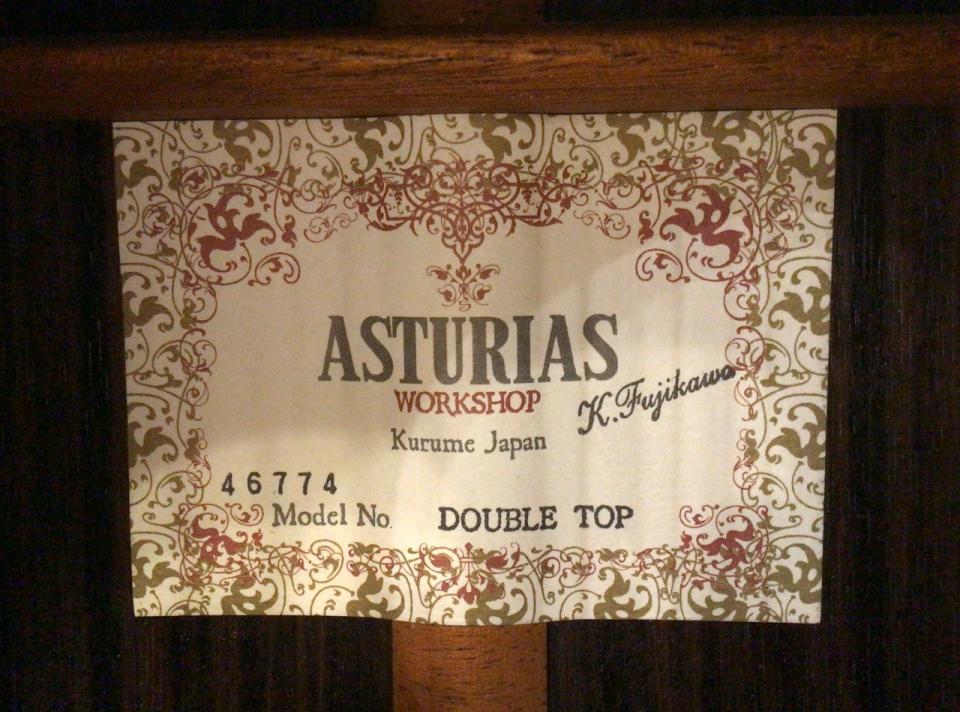 ASTURIAS
WORKSHOP
K. Fujikawa
Kurume Japan
46774
Model No. DOUBLE TOP